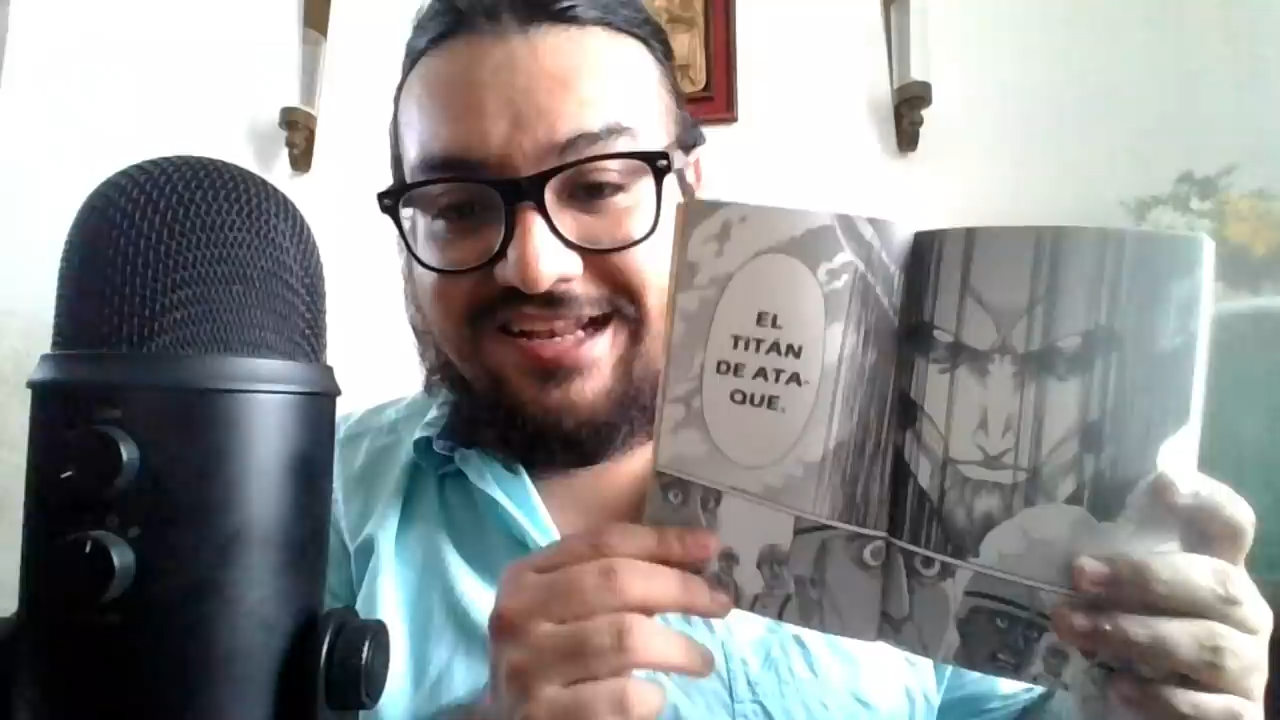 EL
TITÁN
DE ATA-
QUE.